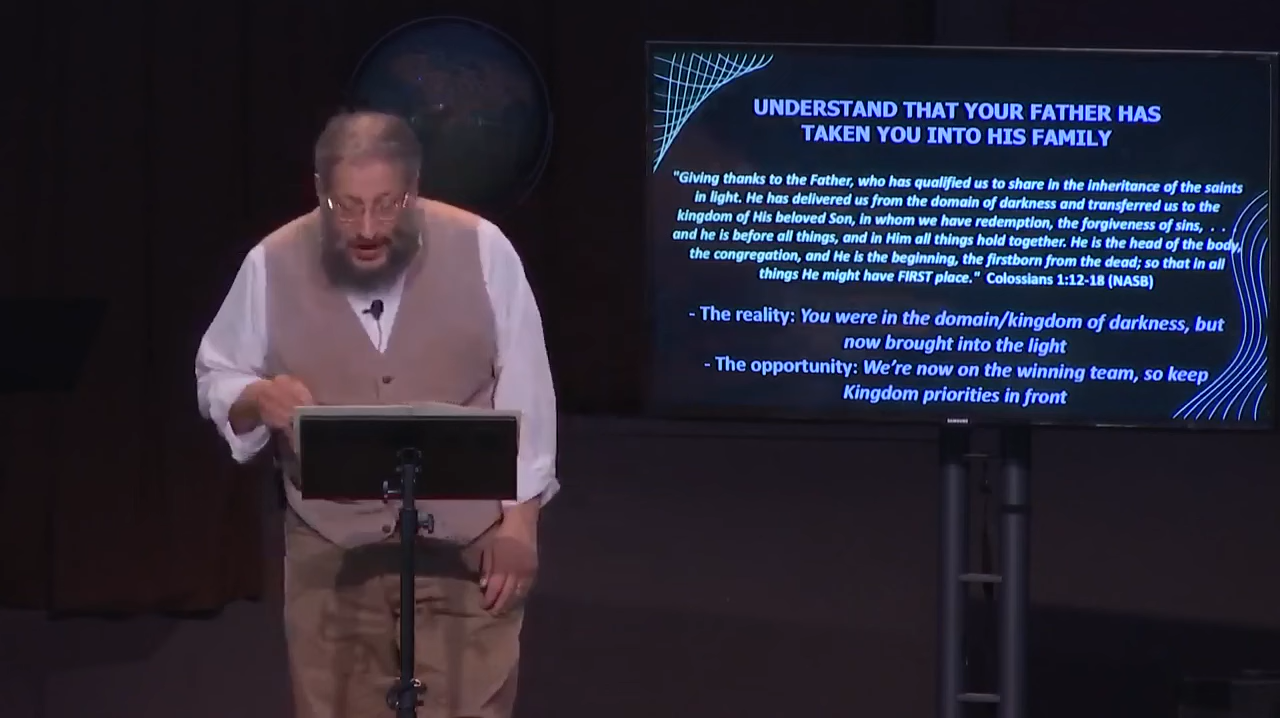 UNDERSTAND THAT YOUR FATHER HAS
TAKEN YOU INTO HIS FAMILY
"Giving thanks to the Father, who has qualified us to share in the inheritance of the saints
in light. He has delivered us from the domain of darkness and transferred us to the
kingdom of His beloved Son, in whom we have redemption, the forgiveness of sins, . .
and he is before all things, and in Him all things hold together. He is the head of the body,
the congregation, and He is the beginning, the firstborn from the dead; so that in all
things He might have FIRST place." Colossians 1:12-18 (NASB)
- The reality: You were in the domain/kingdom of darkness, but
now brought into the light
- The opportunity: We're now on the winning team, so keep
Kingdom priorities in front
SAMSUNG